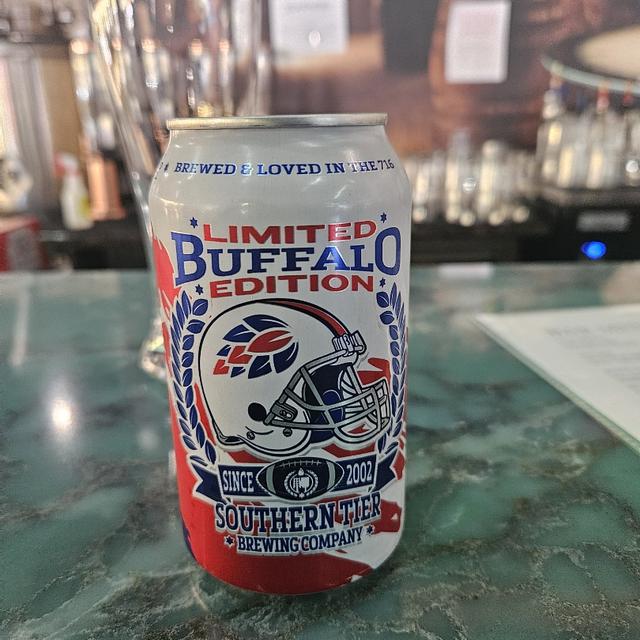 BREWED & LOVED IN THE 716
LIMITED
BUFFALO
EDITION
SINCE 2002
SOUTHERN TIER
BREWING COMPANY